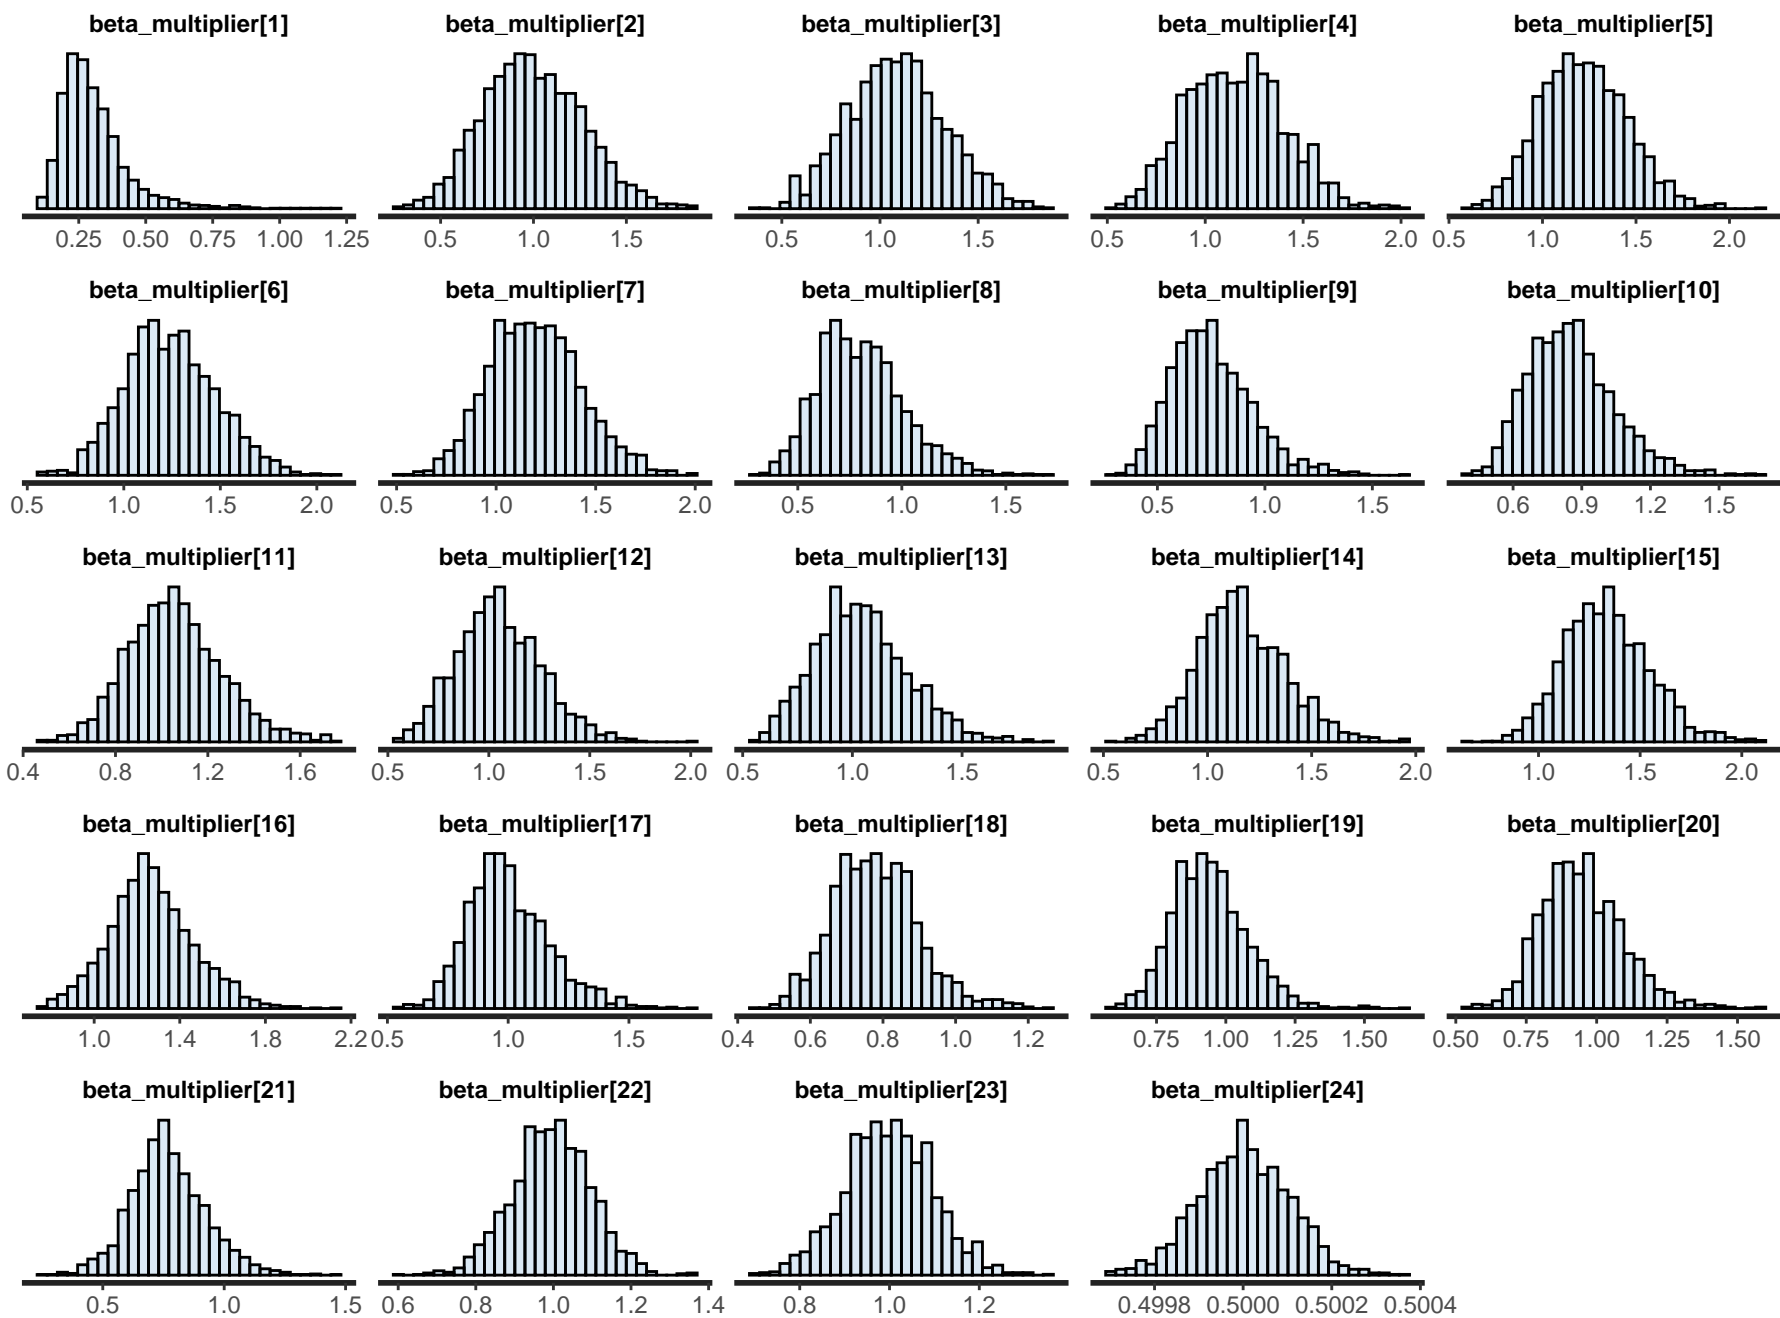 beta_multiplier[1] beta_multiplier[2] beta_multiplier[3] beta_multiplier[4] beta_multiplier[5]
0.25 0.50 0.75 1.00 1.25 0.5 1.0 1.5 0.5 1.0 1.5 0.5 1.0 1.5 2.0 0.5 1.0 1.5 2.0
beta_multiplier[6] beta_multiplier[7] beta_multiplier[8] beta_multiplier[9] beta_multiplier[10]
0.5 1.0 1.5 2.0 0.5 1.0 1.5 2.0 0.5 1.0 1.5 0.5 1.0 1.5 0.6 0.9 1.2 1.5
beta_multiplier[11] beta_multiplier[12] beta_multiplier[13] beta_multiplier[14] beta_multiplier[15]
0.4 0.8 1.2 1.6 0.5 1.0 1.5 2.0 0.5 1.0 1.5 0.5 1.0 1.5 2.0 1.0 1.5 2.0
beta_multiplier[16] beta_multiplier[17] beta_multiplier[18] beta_multiplier[19] beta_multiplier[20]
1.0 1.4 1.8 2.2 0.5 1.0 1.5 0.4 0.6 0.8 1.0 1.2 0.75 1.00 1.25 1.50 0.50 0.75 1.00 1.25 1.50
beta_multiplier[21] beta_multiplier[22] beta_multiplier[23] beta_multiplier[24]
0.5 1.0 1.5 0.6 0.8 1.0 1.2 1.4 0.8 1.0 1.2 0.4998 0.5000 0.5002 0.5004